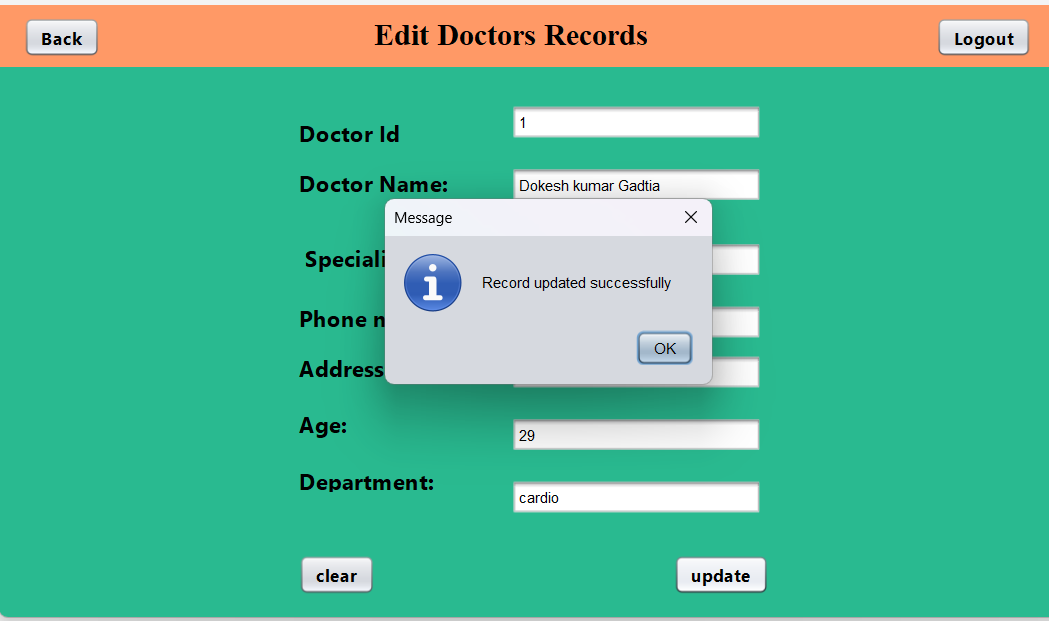 Back
Edit Doctors Records
Logout
Doctor Id
1
Doctor Name:
Dokesh kumar Gadtia
Message
Record updated successfully
OK
Phone
Address
Age:
29
Department:
cardio
clear
update